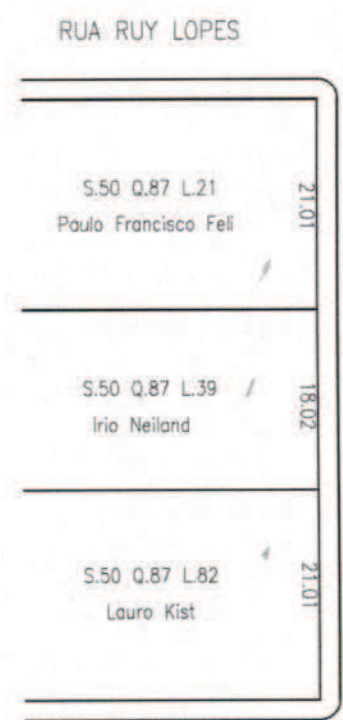 RUA RUY LOPES
S.50 Q.87 L.21
Paulo Francisco Feli
21.01
S.50 Q.87 L.39
Irio Neiland
18.02
S.50 Q.87 L.82
Lauro Kist
21.01